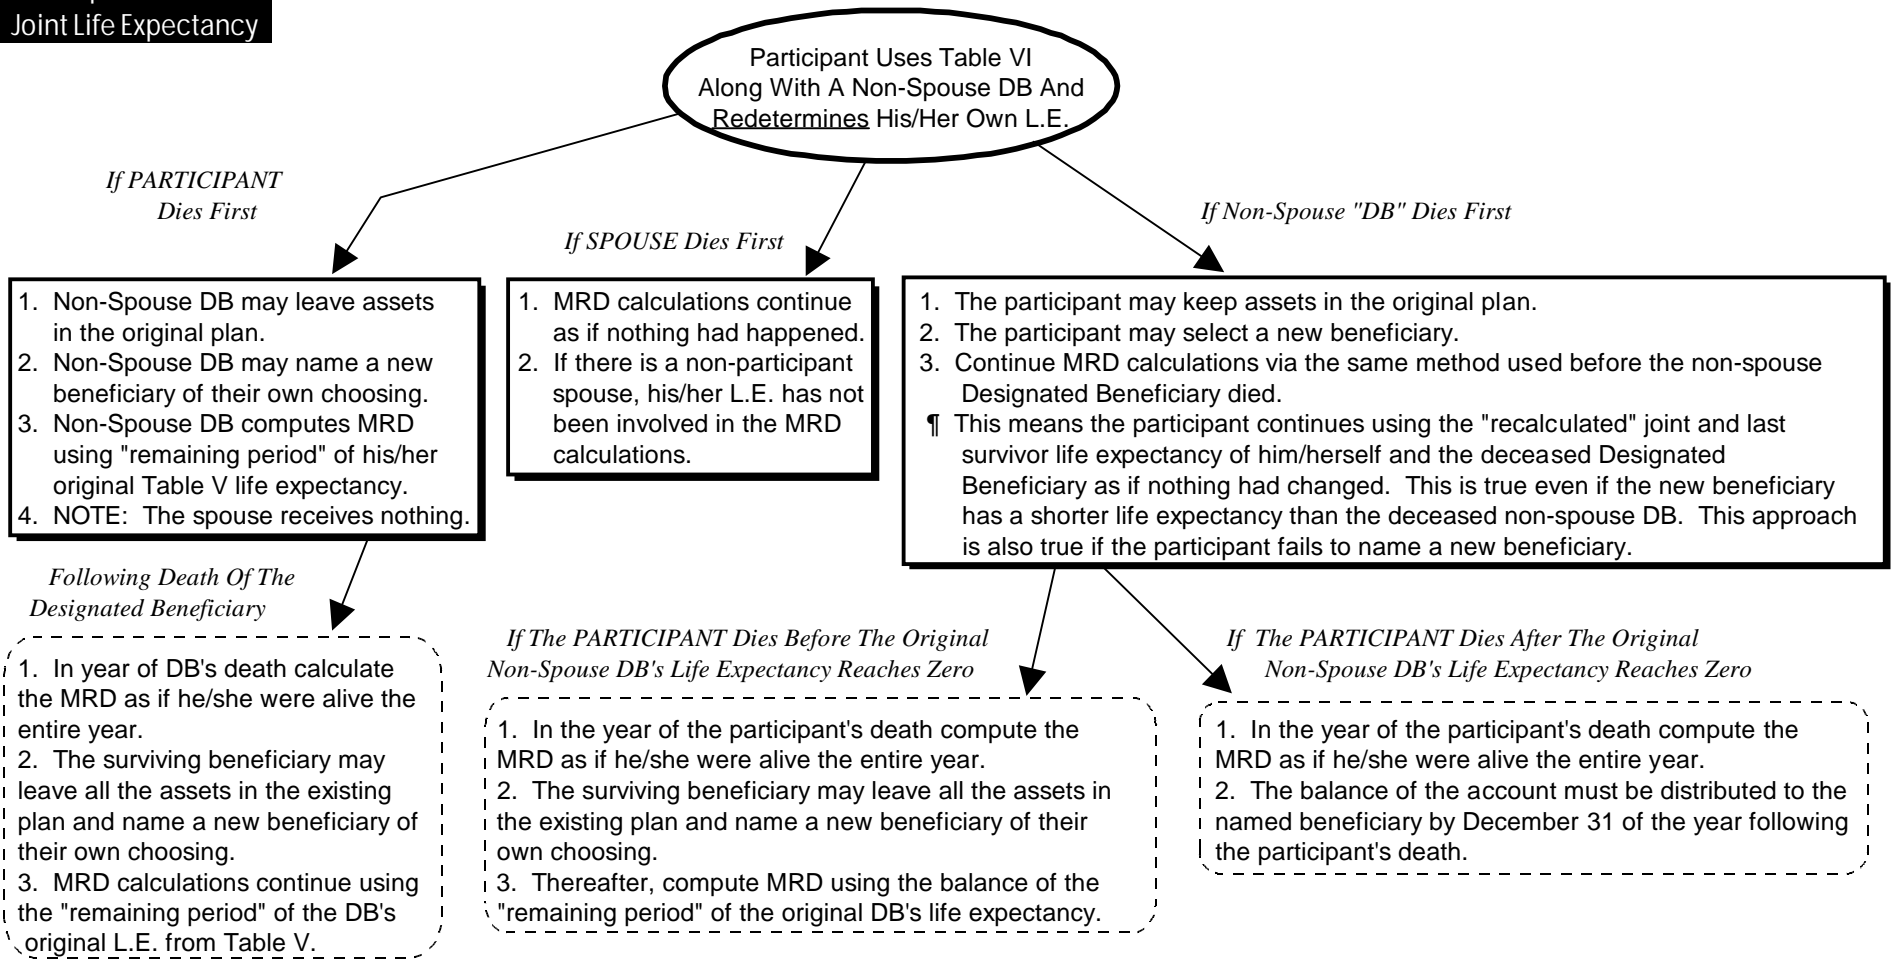 Joint Life Expectancy
Participant Uses Table VI
Along With A Non-Spouse DB And
Redetermines His/Her Own L.E.
If PARTICIPANT
Dies First
If SPOUSE Dies First
If Non-Spouse "DB" Dies First
1. Non-Spouse DB may leave assets
in the original plan.
2. Non-Spouse DB may name a new
beneficiary of their own choosing.
3. Non-Spouse DB computes MRD
using "remaining period" of his/her
original Table V life expectancy.
4. NOTE: The spouse receives nothing.
1. MRD calculations continue
as if nothing had happened.
2. If there is a non-participant
spouse, his/her L.E. has not
been involved in the MRD
calculations.
1. The participant may keep assets in the original plan.
2. The participant may select a new beneficiary.
3. Continue MRD calculations via the same method used before the non-spouse
Designated Beneficiary died.
¶ This means the participant continues using the "recalculated" joint and last
survivor life expectancy of him/herself and the deceased Designated
Beneficiary as if nothing had changed. This is true even if the new beneficiary
has a shorter life expectancy than the deceased non-spouse DB. This approach
is also true if the participant fails to name a new beneficiary.
Following Death Of The
Designated Beneficiary
If The PARTICIPANT Dies Before The Original
Non-Spouse DB's Life Expectancy Reaches Zero
If The PARTICIPANT Dies After The Original
Non-Spouse DB's Life Expectancy Reaches Zero
1. In year of DB's death calculate
the MRD as if he/she were alive the
entire year.
2. The surviving beneficiary may
leave all the assets in the existing
plan and name a new beneficiary of
their own choosing.
3. MRD calculations continue using
the "remaining period" of the DB's
original L.E. from Table V.
1. In the year of the participant's death compute the
MRD as if he/she were alive the entire year.
2. The surviving beneficiary may leave all the assets in
the existing plan and name a new beneficiary of their
own choosing.
3. Thereafter, compute MRD using the balance of the
"remaining period" of the original DB's life expectancy.
1. In the year of the participant's death compute the
MRD as if he/she were alive the entire year.
2. The balance of the account must be distributed to the
named beneficiary by December 31 of the year following
the participant's death.